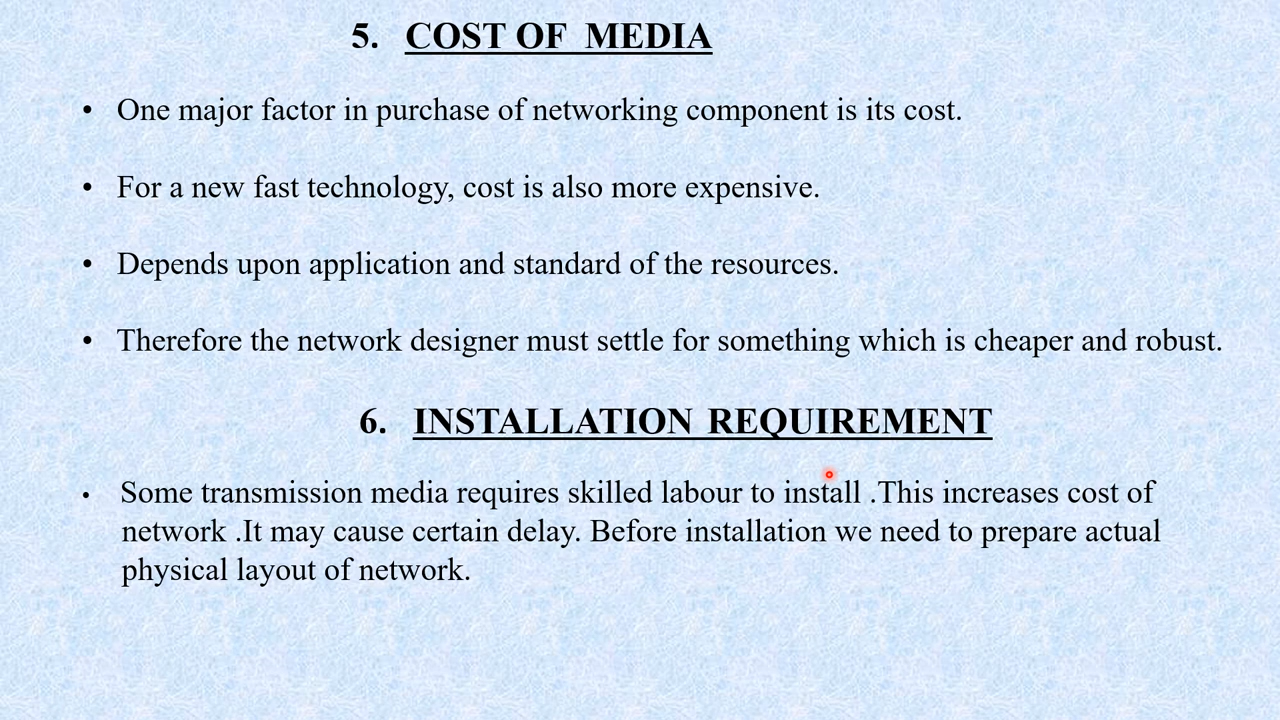 5. COST OF MEDIA
• One major factor in purchase of networking component is its cost.
• For a new fast technology, cost is also more expensive.
• Depends upon application and standard of the resources.
• Therefore the network designer must settle for something which is cheaper and robust.
6. INSTALLATION REQUIREMENT
• Some transmission media requires skilled labour to install .This increases cost of
network .It may cause certain delay. Before installation we need to prepare actual
physical layout of network.